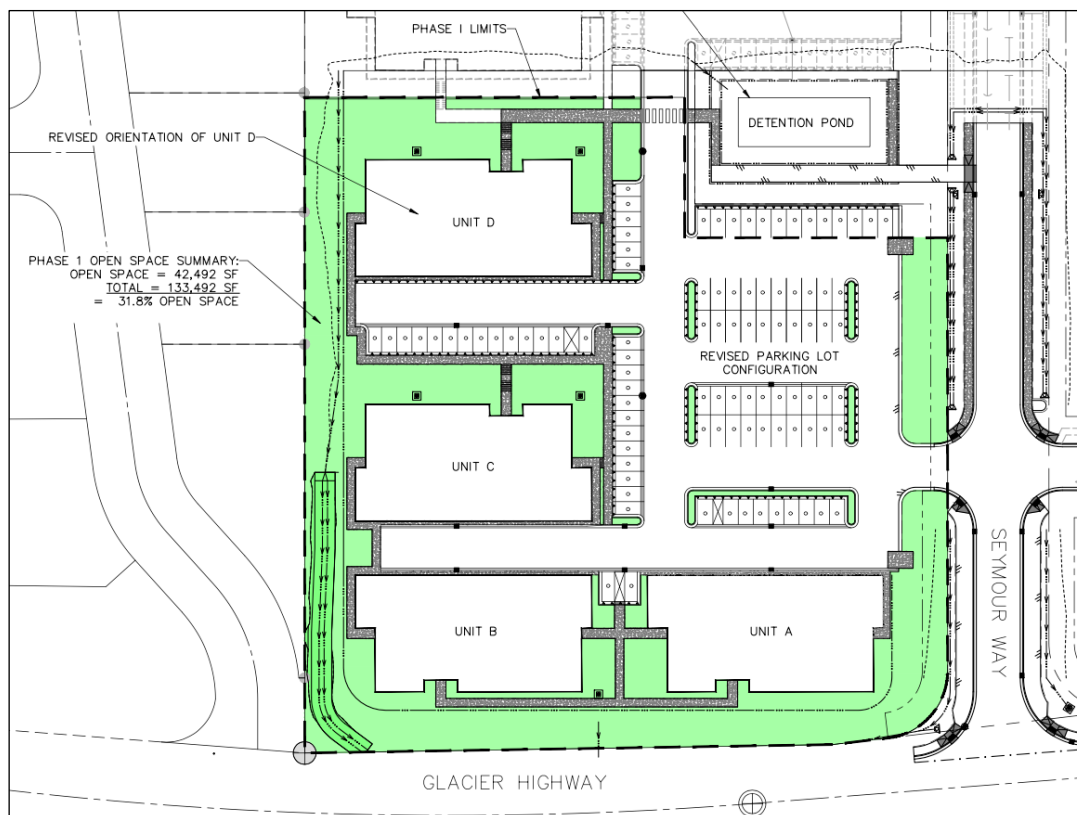 PHASE I LIMITS
REVISED ORIENTATION OF UNIT D
DETENTION POND
UNIT D
PHASE 1 OPEN SPACE SUMMARY:
OPEN SPACE = 42,492 SF
TOTAL = 133,492 SF
= 31.8% OPEN SPACE
REVISED PARKING LOT
CONFIGURATION
UNIT C
SEYMOUR WAY
UNIT B
UNIT A
GLACIER HIGHWAY